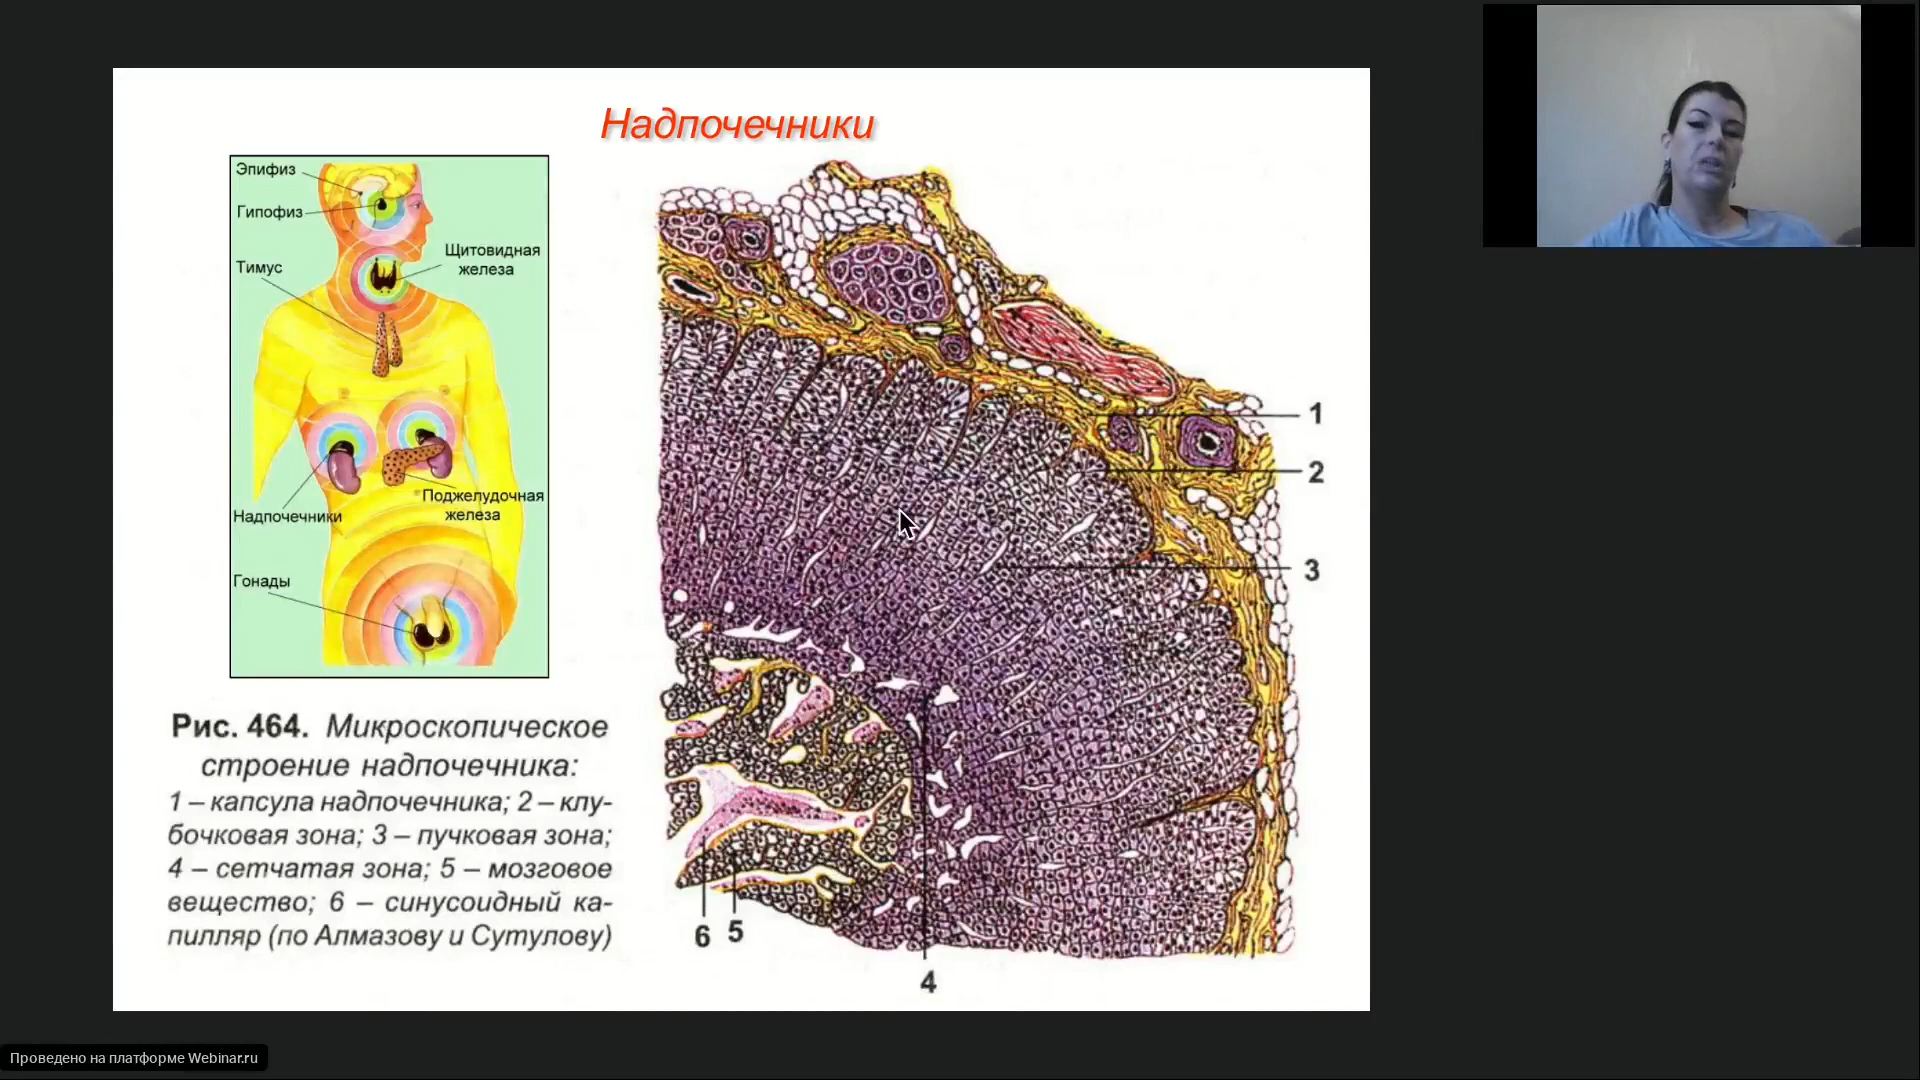 Надпочечники
Эпифиз
Гипофиз
Щитовидная
железа
Тимус
Поджелудочная
железа
Надпочечники
Гонады
Рис. 464. Микроскопическое
строение надпочечника:
1 – капсула надпочечника; 2 – клу-
бочковая зона; 3 – пучковая зона;
4 – сетчатая зона; 5 – мозговое
вещество; 6 – синусоидный ка-
пилляр (по Алмазову и Сутулову)
1
2
3
6 5
4
Проведено на платформе Webinar.ru